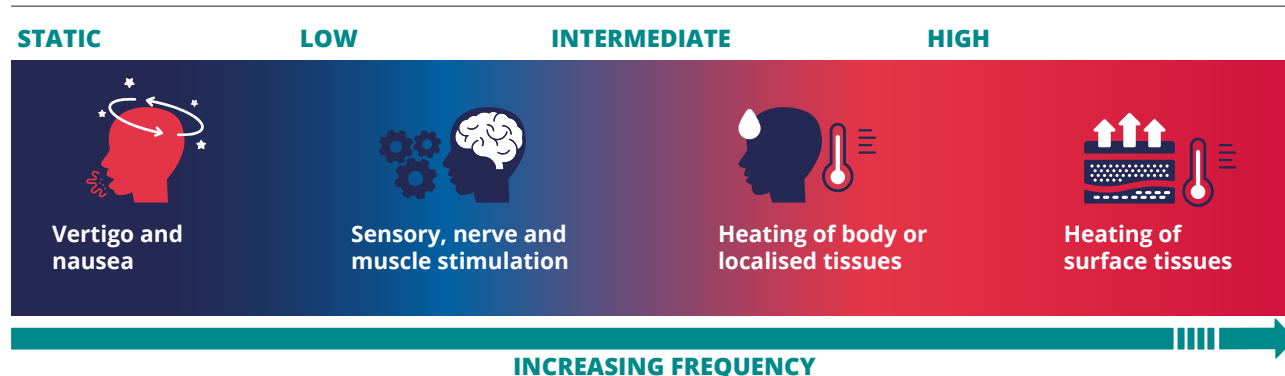 STATIC LOW INTERMEDIATE HIGH
Vertigo and
nausea
Sensory, nerve and
muscle stimulation
Heating of body or
localised tissues
Heating of
surface tissues
INCREASING FREQUENCY